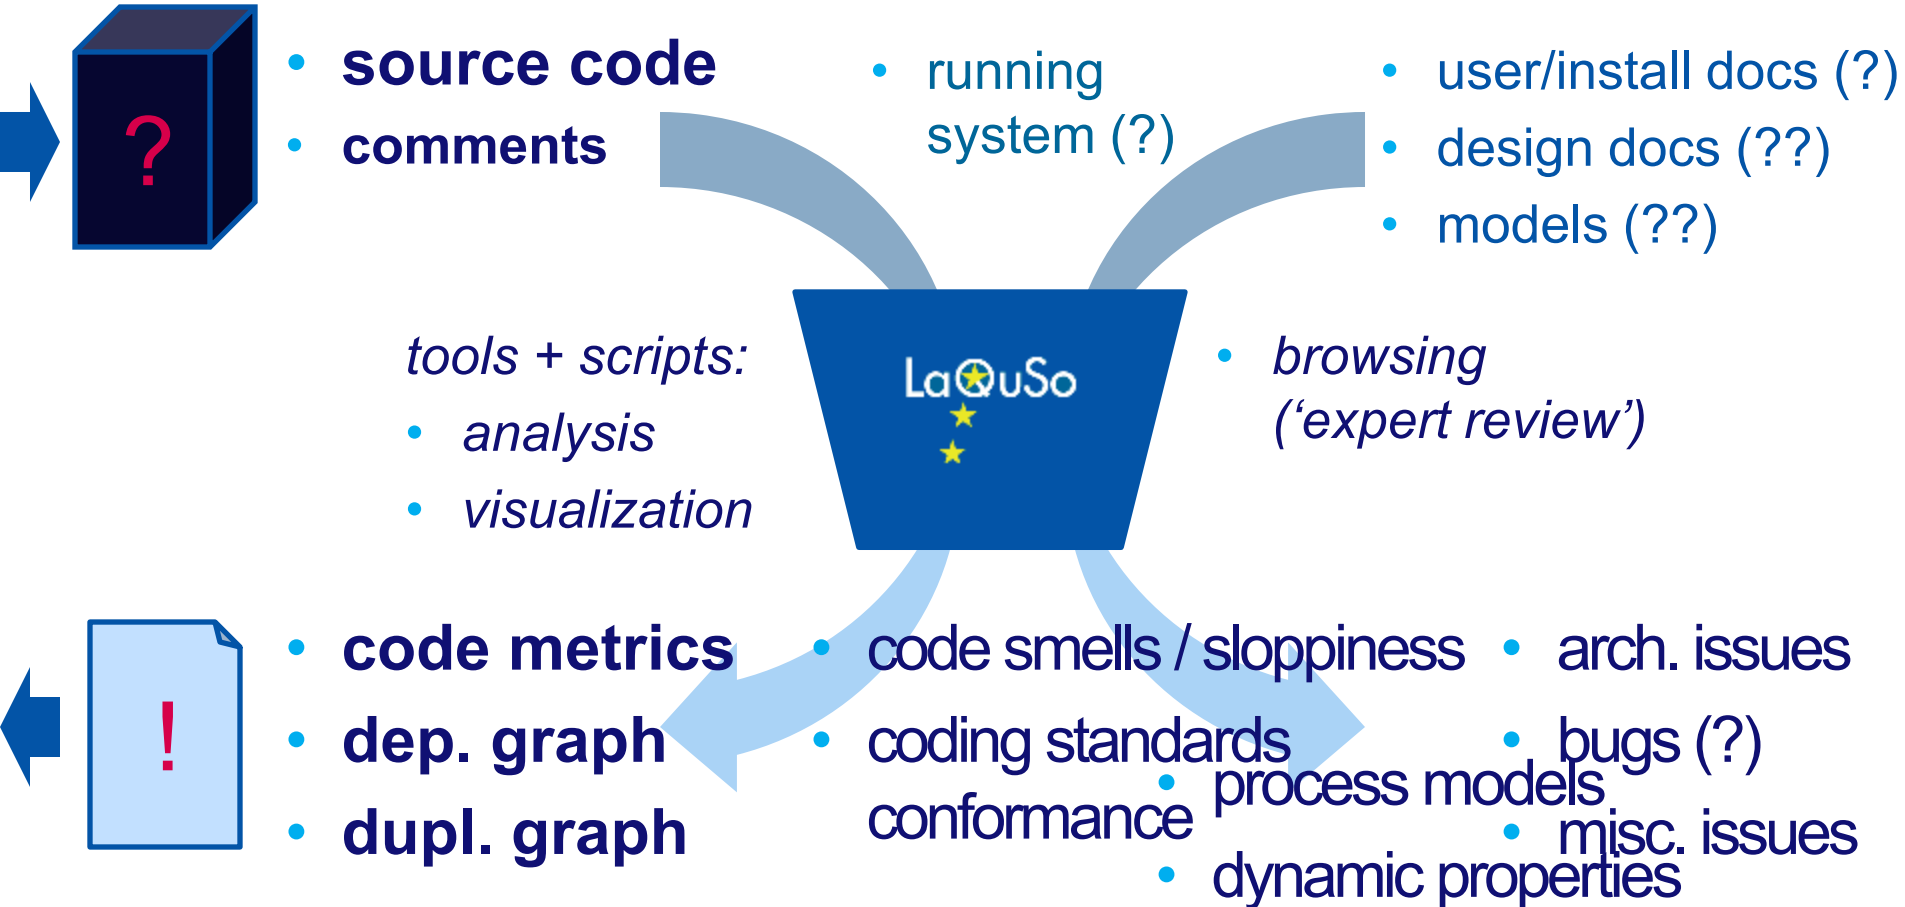 ?
• source code
• comments
• running
system (?)
• user/install docs (?)
• design docs (??)
• models (??)
tools + scripts:
• analysis
• visualization
LaQuSo
• browsing
(‘expert review’)
!
• code metrics
• dep. graph
• dupl. graph
• code smells / sloppiness
• coding standards
conformance
• process models
• dynamic properties
• arch. issues
• bugs (?)
• misc. issues